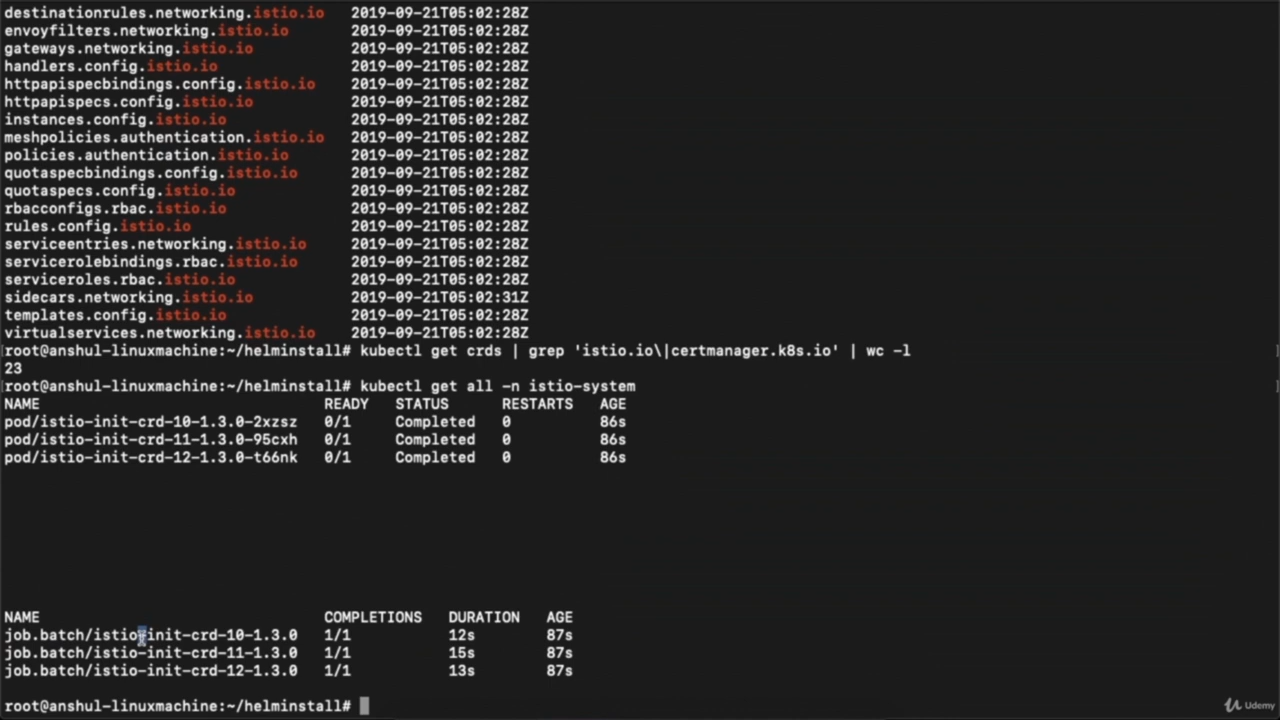 destinationrules.networking.istio.io 2019-09-21T05:02:28Z
envoyfilters.networking.istio.io 2019-09-21T05:02:28Z
gateways.networking.istio.io 2019-09-21T05:02:28Z
handlers.config.istio.io 2019-09-21T05:02:28Z
httpapispecbindings.config.istio.io 2019-09-21T05:02:28Z
httpapispecs.config.istio.io 2019-09-21T05:02:28Z
instances.config.istio.io 2019-09-21T05:02:28Z
meshpolicies.authentication.istio.io 2019-09-21T05:02:28Z
policies.authentication.istio.io 2019-09-21T05:02:28Z
quotaspecbindings.config.istio.io 2019-09-21T05:02:28Z
quotaspecs.config.istio.io 2019-09-21T05:02:28Z
rbacconfigs.rbac.istio.io 2019-09-21T05:02:28Z
rules.config.istio.io 2019-09-21T05:02:28Z
serviceentries.networking.istio.io 2019-09-21T05:02:28Z
servicerolebindings.rbac.istio.io 2019-09-21T05:02:28Z
serviceroles.rbac.istio.io 2019-09-21T05:02:28Z
sidecars.networking.istio.io 2019-09-21T05:02:31Z
templates.config.istio.io 2019-09-21T05:02:28Z
virtualservices.networking.istio.io 2019-09-21T05:02:28Z
root@anshul-linuxmachine:~/helminstall# kubectl get crds | grep 'istio.io\|certmanager.k8s.io' | wc -l
23
root@anshul-linuxmachine:~/helminstall# kubectl get all -n istio-system
NAME READY STATUS RESTARTS AGE
pod/istio-init-crd-10-1.3.0-2xzsz 0/1 Completed 0 86s
pod/istio-init-crd-11-1.3.0-95cxh 0/1 Completed 0 86s
pod/istio-init-crd-12-1.3.0-t66nk 0/1 Completed 0 86s
NAME COMPLETIONS DURATION AGE
job.batch/istio-init-crd-10-1.3.0 1/1 12s 87s
job.batch/istio-init-crd-11-1.3.0 1/1 15s 87s
job.batch/istio-init-crd-12-1.3.0 1/1 13s 87s
root@anshul-linuxmachine:~/helminstall#
Udemy